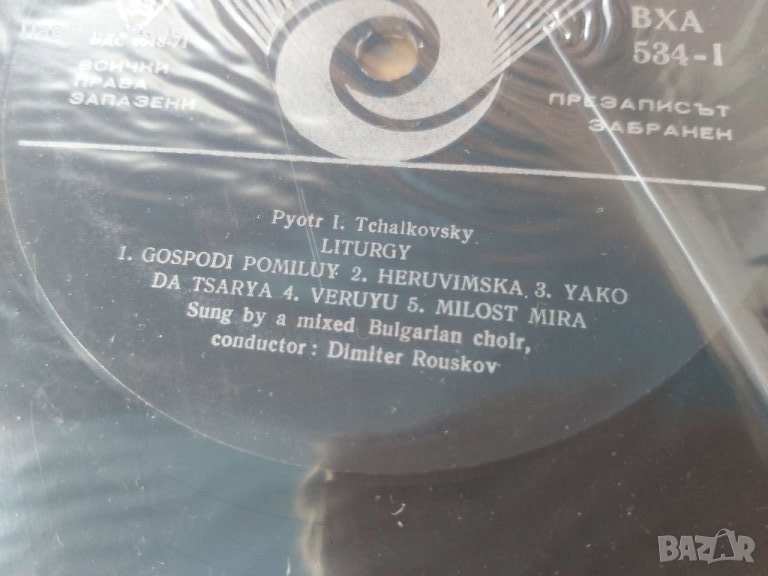 ВХА
534-I
ВСИЧКИ
ПРАВА
ЗАПАЗЕНИ
ПРЕЗАПИСЪТ
ЗАБРАНЕН
Pyotr I. Tchaikovsky
LITURGY
1. GOSPODI POMILUY 2. HERUVIMSKA 3. YAKO
DA TSARYA 4. VERUYU 5. MILOST MIRA
Sung by a mixed Bulgarian choir,
conductor: Dimiter Rouskov
BAZAR